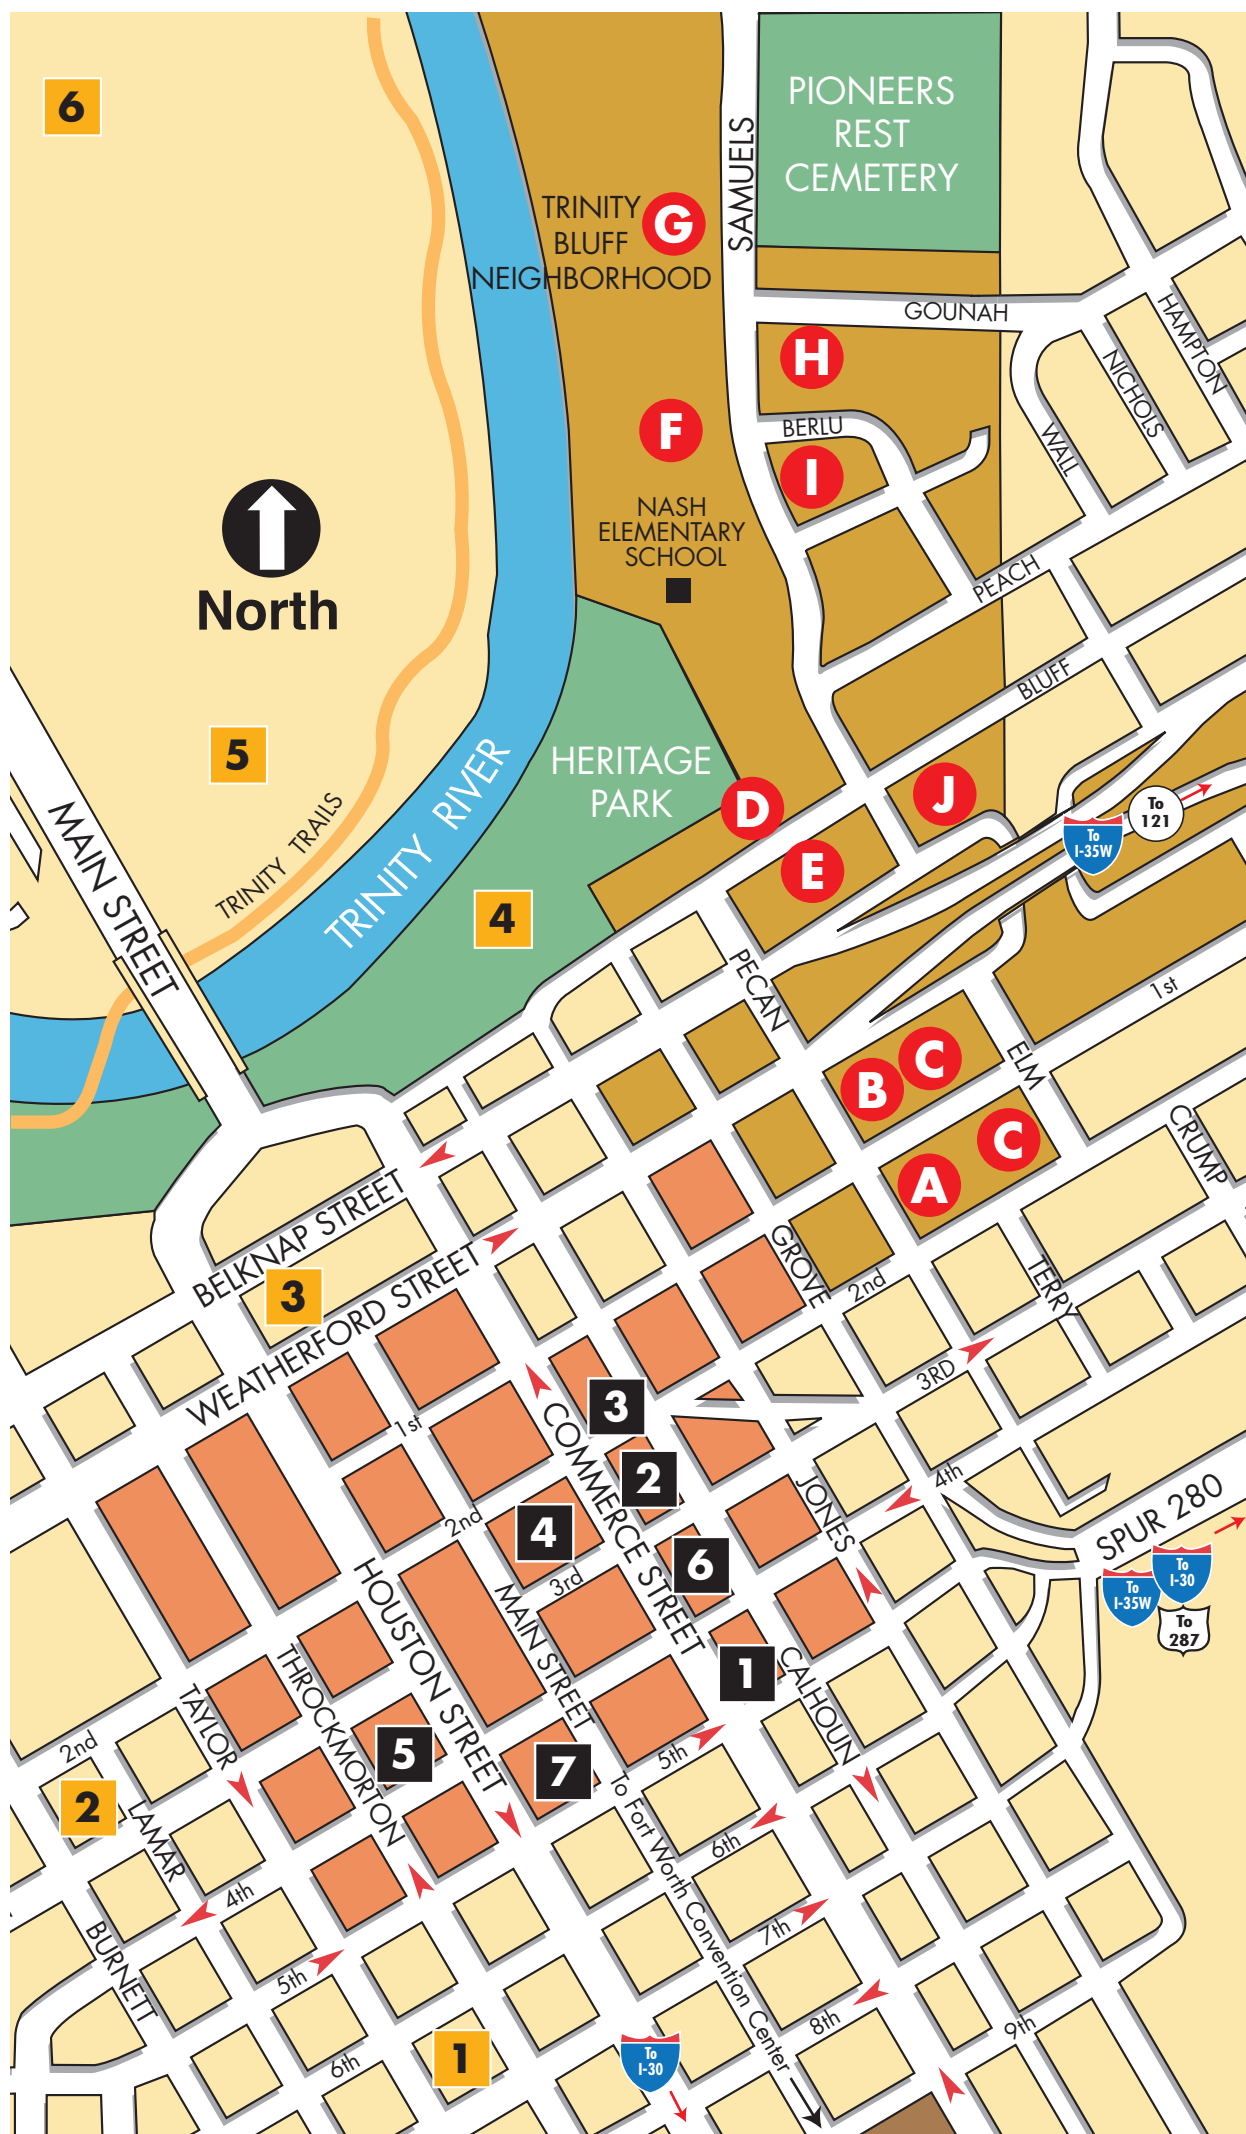 6
PIONEERS
REST
CEMETERY
SAMUELS
TRINITY
BLUFF
NEIGHBORHOOD
G
GOUNAH
HAMPTON
NICHOLS
WALL
H
BERLU
I
F
NASH
ELEMENTARY
SCHOOL
North
PEACH
BLUFF
5
MAIN STREET
TRINITY TRAILS
TRINITY RIVER
HERITAGE
PARK
D
J
E
To
121
To
I-35W
4
PECAN
1st
ELM
B
C
A
C
CRUMP
BELKNAP STREET
WEATHERFORD STREET
3
GROVE
2nd
TERRY
3RD
1st
2nd
3rd
COMMERCE STREET
3
2
4
6
1
JONES
4th
SPUR 280
To
I-35W
To
I-30
To
287
HOUSTON STREET
MAIN STREET
THROCKMORTON
TAYLOR
CALHOUN
5
7
5th
2nd
2
LAMAR
BURNETT
4th
5th
6th
6th
7th
8th
9th
To Fort Worth Convention Center
1
To
I-30